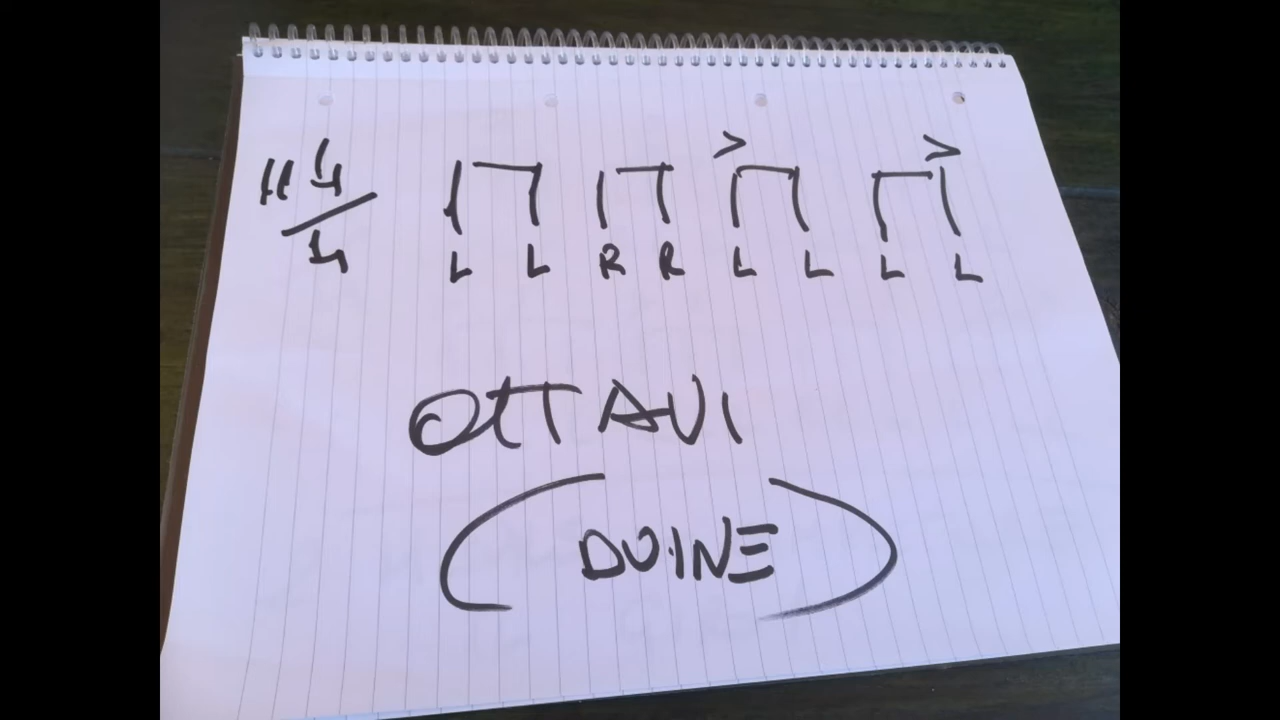 4
4
> >
L L R R L L L L
OTTAVI
(DUINE)